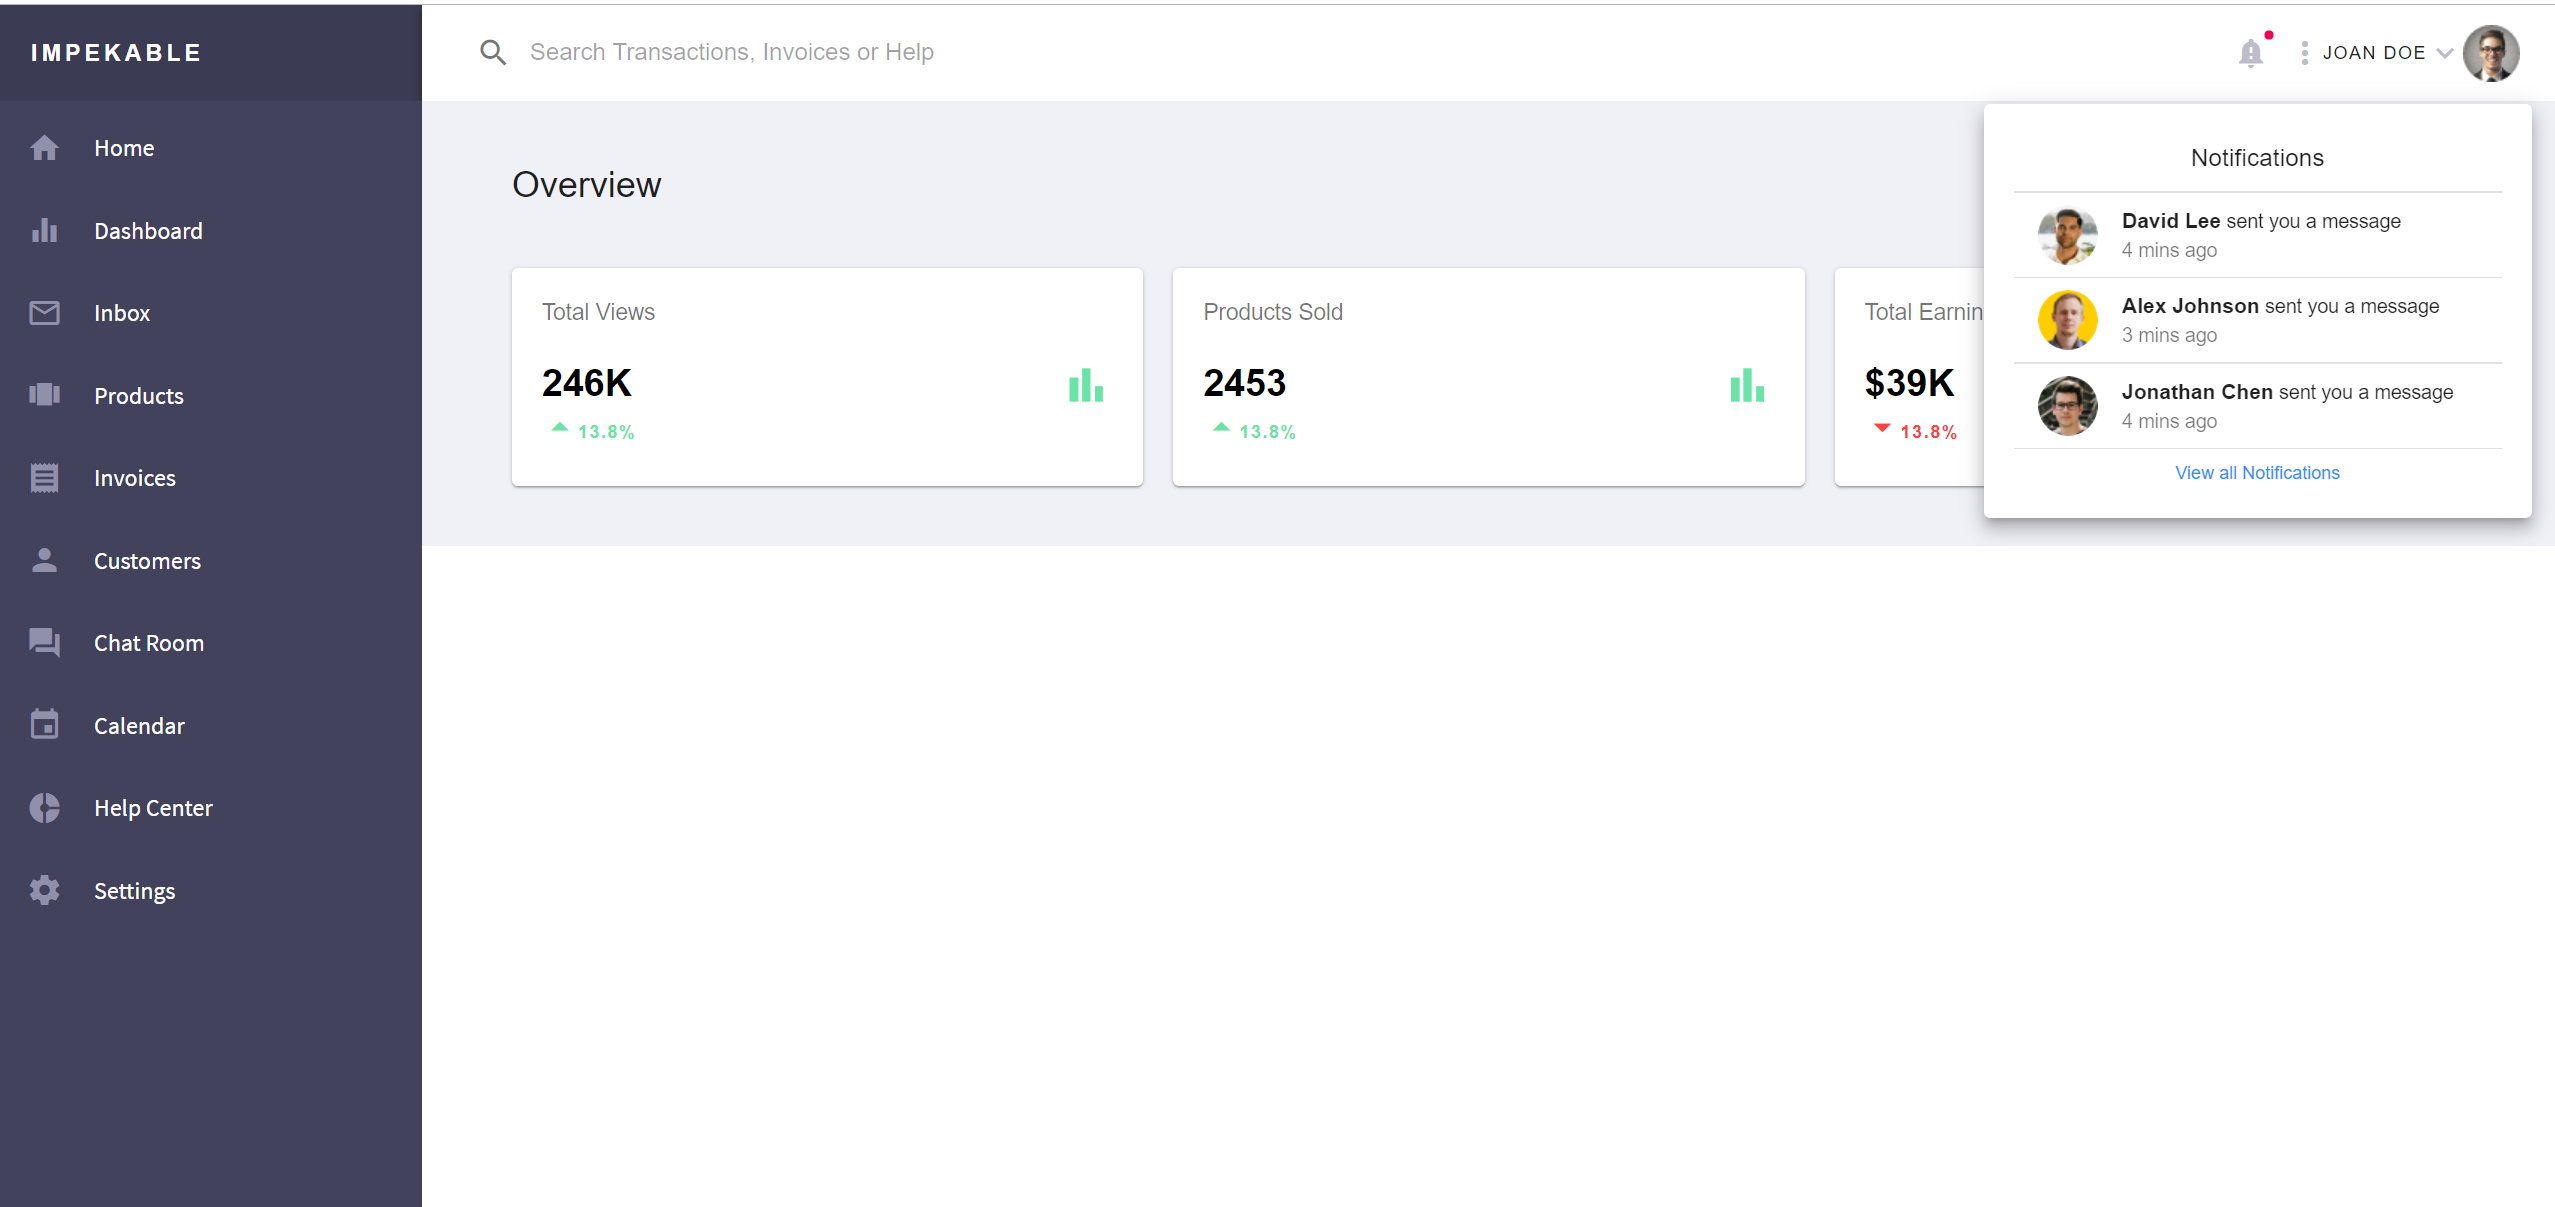 IMPEKABLE
Search Transactions, Invoices or Help
JOAN DOE
Home
Dashboard
Inbox
Products
Invoices
Customers
Chat Room
Calendar
Help Center
Settings
Overview
Total Views
246K
13.8%
Products Sold
2453
13.8%
Total Earnin
$39K
13.8%
Notifications
David Lee sent you a message
4 mins ago
Alex Johnson sent you a message
3 mins ago
Jonathan Chen sent you a message
4 mins ago
View all Notifications